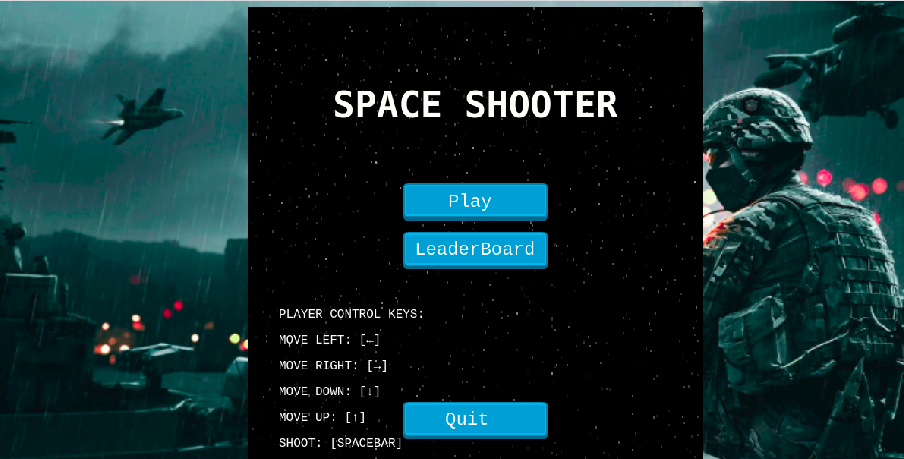 SPACE SHOOTER
Play
LeaderBoard
PLAYER CONTROL KEYS:
MOVE LEFT: [←]
MOVE RIGHT: [→]
MOVE DOWN: [↓]
MOVE UP: [↑]
Quit
SHOOT: [SPACEBAR]